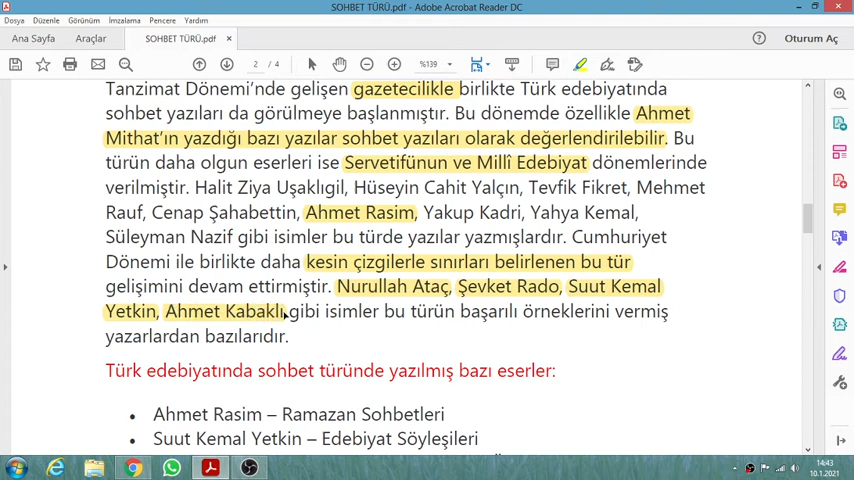 SOHBET TÜRÜ.pdf - Adobe Acrobat Reader DC
Dosya Düzenle Görünüm İmzalama Pencere Yardım
Ana Sayfa Araçlar SOHBET TÜRÜ.pdf × Oturum Aç
2 / 4 %139
Tanzimat Dönemi’nde gelişen gazetecilikle birlikte Türk edebiyatında
sohbet yazıları da görülmeye başlanmıştır. Bu dönemde özellikle Ahmet
Mithat’ın yazdığı bazı yazılar sohbet yazıları olarak değerlendirilebilir. Bu
türün daha olgun eserleri ise Servetifünun ve Millî Edebiyat dönemlerinde
verilmiştir. Halit Ziya Uşaklıgil, Hüseyin Cahit Yalçın, Tevfik Fikret, Mehmet
Rauf, Cenap Şahabettin, Ahmet Rasim, Yakup Kadri, Yahya Kemal,
Süleyman Nazif gibi isimler bu türde yazılar yazmışlardır. Cumhuriyet
Dönemi ile birlikte daha kesin çizgilerle sınırları belirlenen bu tür
gelişimini devam ettirmiştir. Nurullah Ataç, Şevket Rado, Suut Kemal
Yetkin, Ahmet Kabaklı gibi isimler bu türün başarılı örneklerini vermiş
yazarlardan bazılarıdır.
Türk edebiyatında sohbet türünde yazılmış bazı eserler:
• Ahmet Rasim – Ramazan Sohbetleri
• Suut Kemal Yetkin – Edebiyat Söyleşileri
14:43
10.1.2021